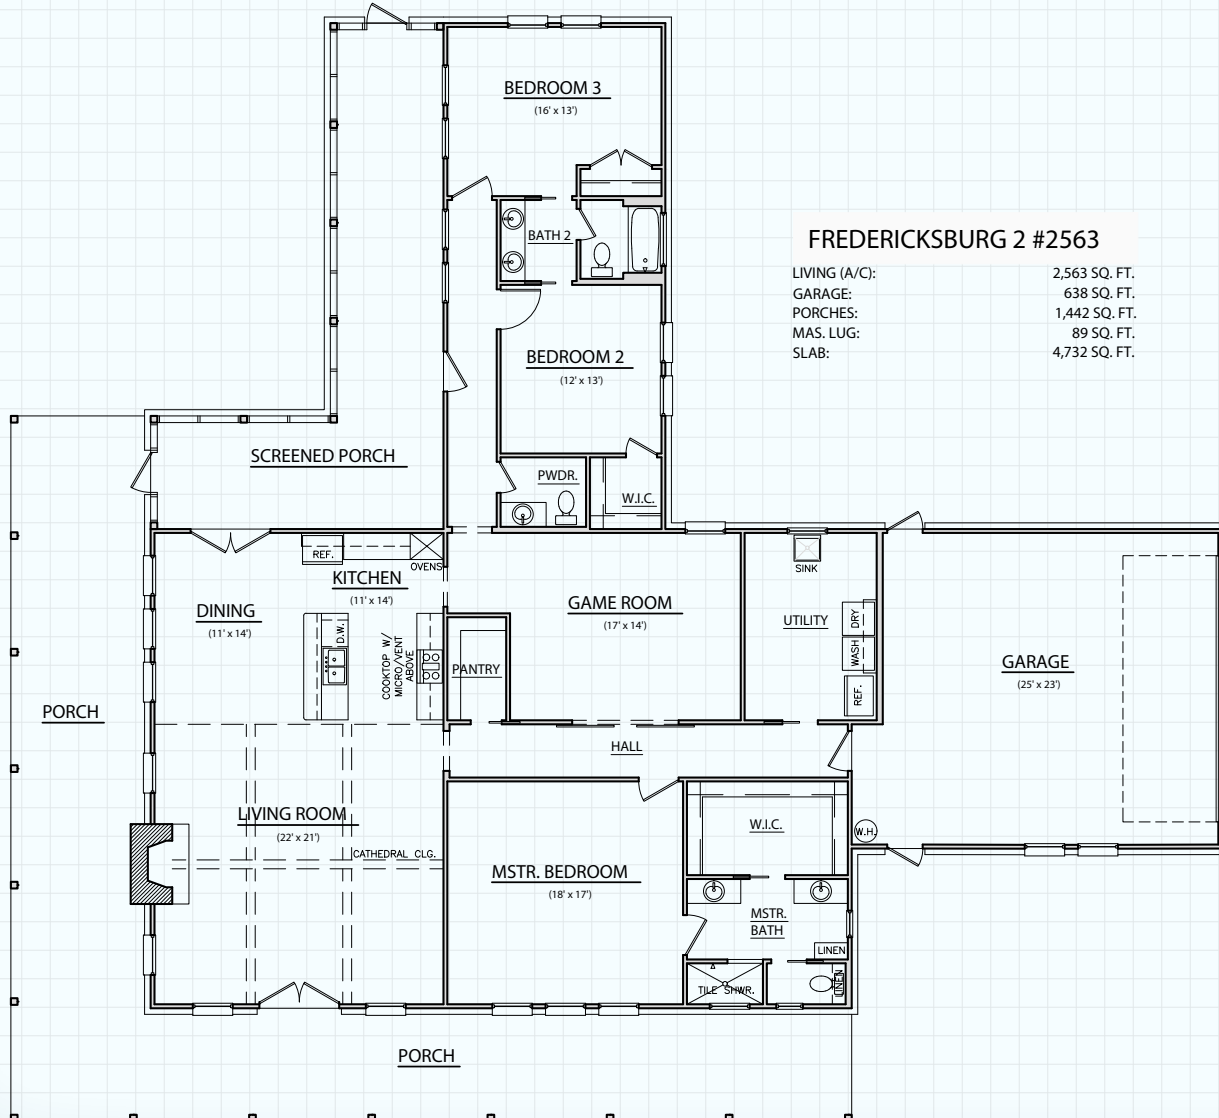 BEDROOM 3
(16' x 13')
BATH 2
FREDERICKSBURG 2 #2563
LIVING (A/C): 2,563 SQ. FT.
GARAGE: 638 SQ. FT.
PORCHES: 1,442 SQ. FT.
MAS. LUG: 89 SQ. FT.
SLAB: 4,732 SQ. FT.
BEDROOM 2
(12' x 13')
SCREENED PORCH
PWDR.
W.I.C.
REF.
OVENS
KITCHEN
(11' x 14')
DINING
(11' x 14')
D.W.
COOKTOP W/
MICRO/VENT
ABOVE
PANTRY
GAME ROOM
(17' x 14')
SINK
UTILITY
DRY
WASH
REF.
GARAGE
(25' x 23')
PORCH
HALL
LIVING ROOM
(22' x 21')
CATHEDRAL CLG.
W.I.C.
W.H.
MSTR. BEDROOM
(18' x 17')
MSTR.
BATH
LINEN
LINEN
TILE SHWR.
PORCH